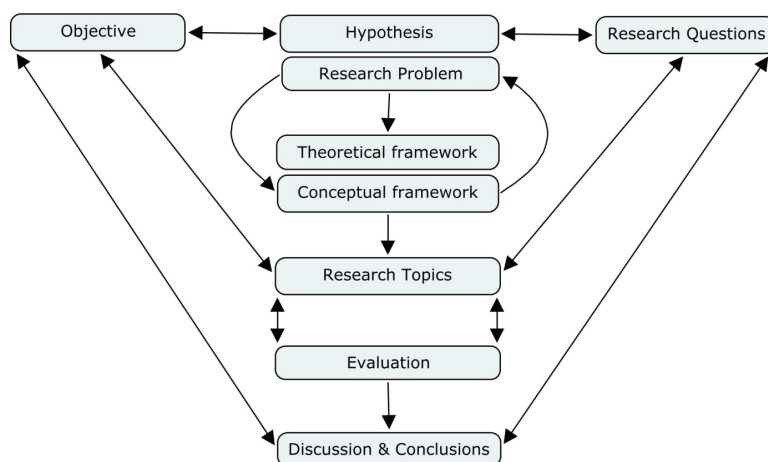 Objective
Hypothesis
Research Questions
Research Problem
Theoretical framework
Conceptual framework
Research Topics
Evaluation
Discussion & Conclusions